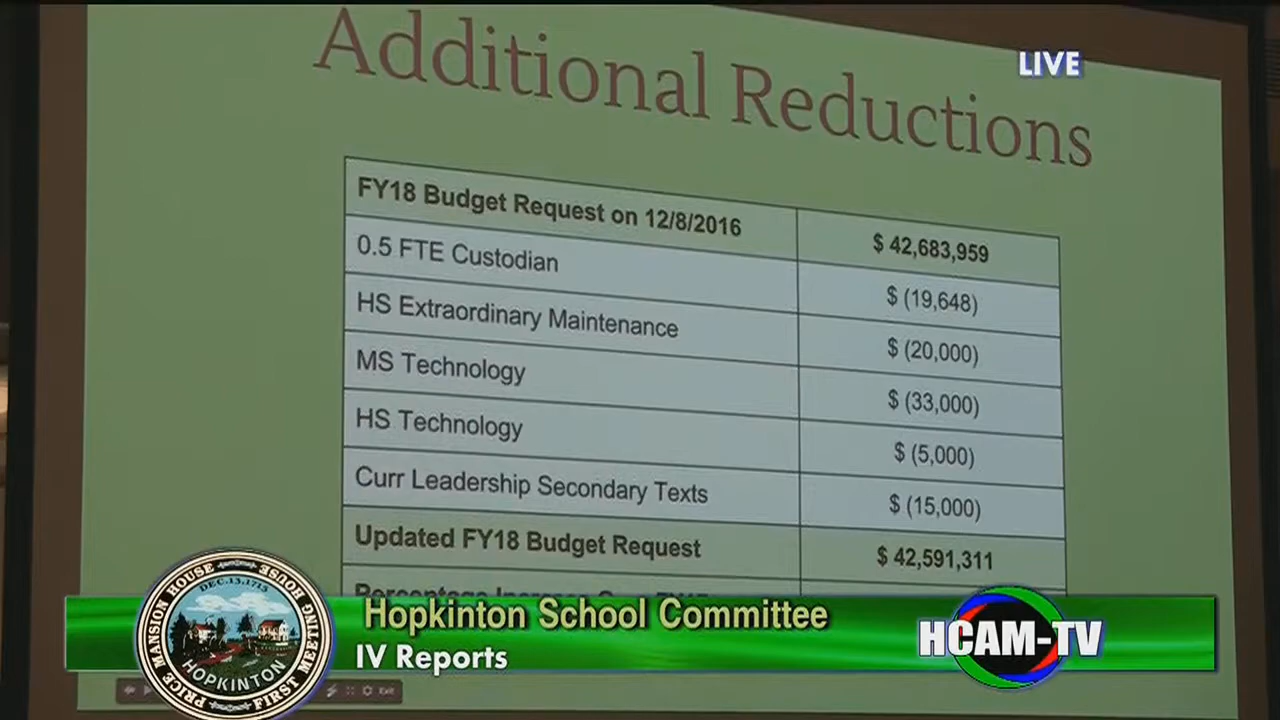 Additional Reductions
LIVE
FY18 Budget Request on 12/8/2016 $ 42,683,959
0.5 FTE Custodian $ (19,648)
HS Extraordinary Maintenance $ (20,000)
MS Technology $ (33,000)
HS Technology $ (5,000)
Curr Leadership Secondary Texts $ (15,000)
Updated FY18 Budget Request $ 42,591,311
Hopkinton School Committee
IV Reports
HCAM-TV
PRICE MANSION HOUSE
FIRST MEETING HOUSE
DEC.13,1715
HOPKINTON
Exit